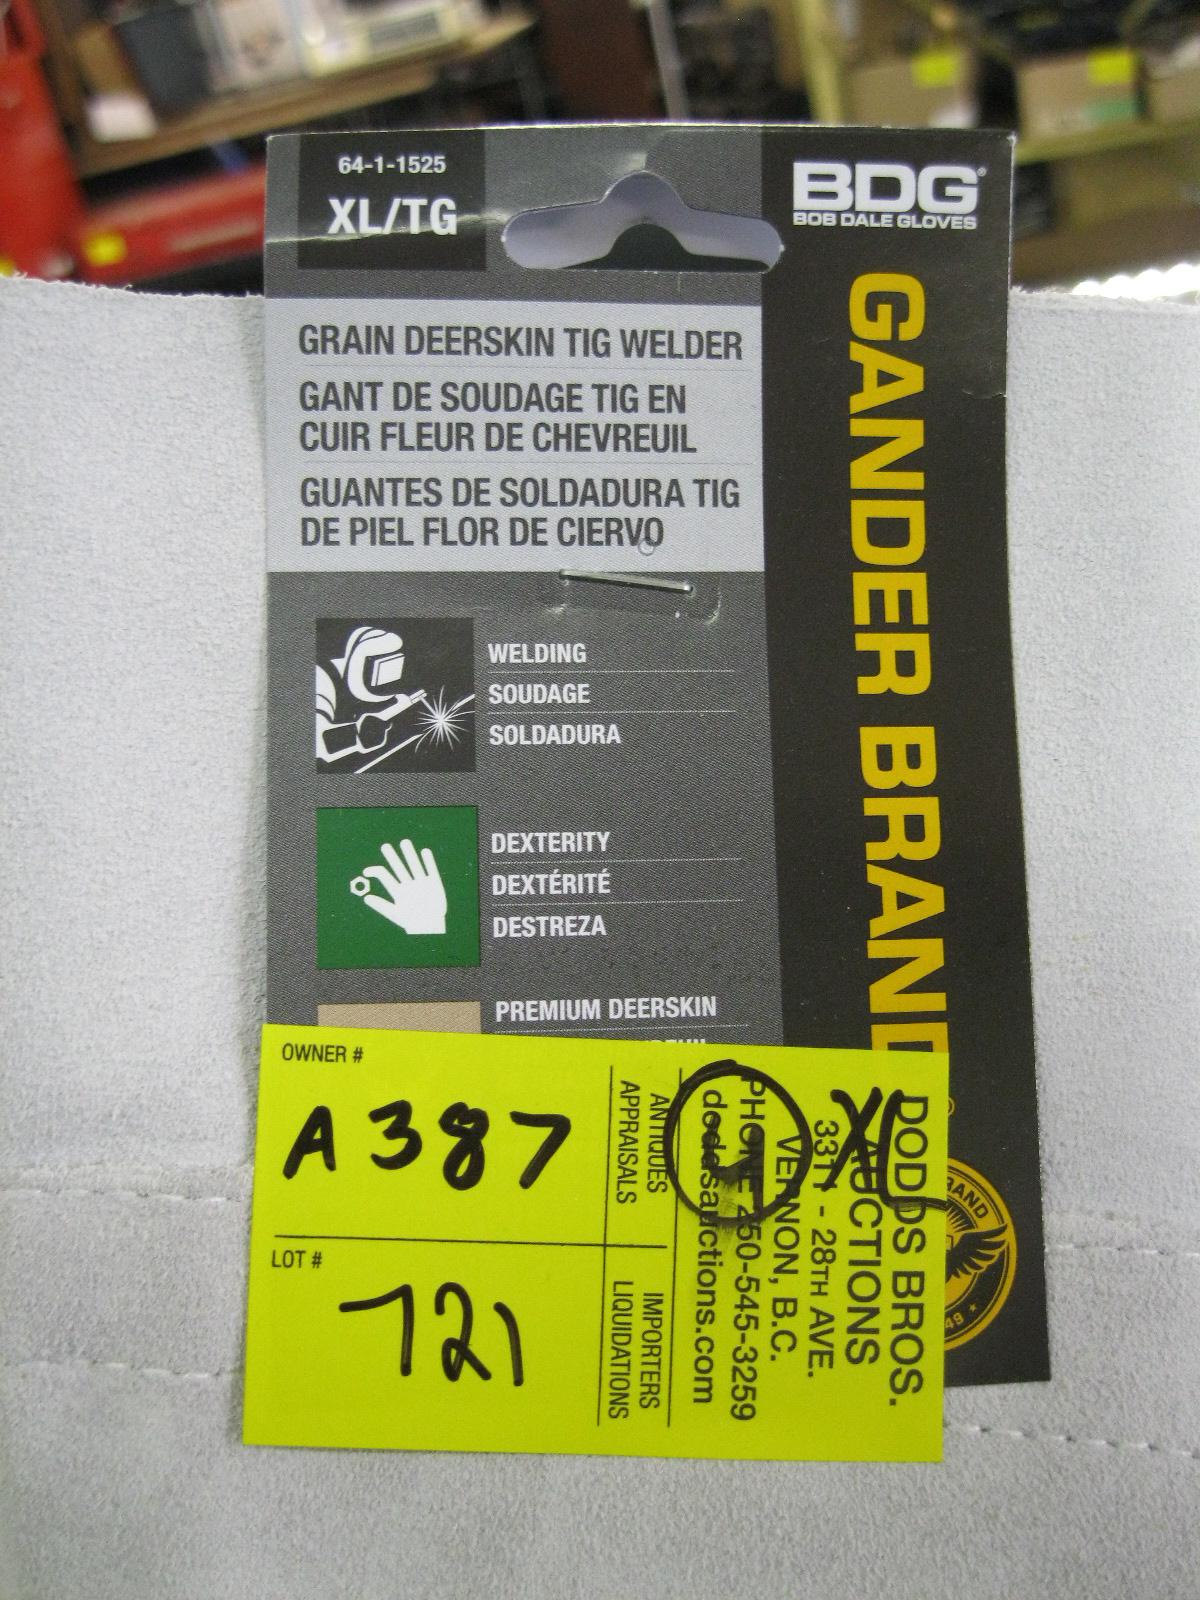 64-1-1525
XL/TG
BDG®
BOB DALE GLOVES
GANDER BRAND
GRAIN DEERSKIN TIG WELDER
GANT DE SOUDAGE TIG EN
CUIR FLEUR DE CHEVREUIL
GUANTES DE SOLDADURA TIG
DE PIEL FLOR DE CIERVO
WELDING
SOUDAGE
SOLDADURA
DEXTERITY
DEXTÉRITÉ
DESTREZA
PREMIUM DEERSKIN
OWNER #
A387
LOT #
721
ANTIQUES
APPRAISALS
IMPORTERS
LIQUIDATIONS
XL
DODDS BROS.
AUCTIONS
3311 - 28TH AVE.
VERNON, B.C.
PHONE 250-545-3259
doddsauctions.com